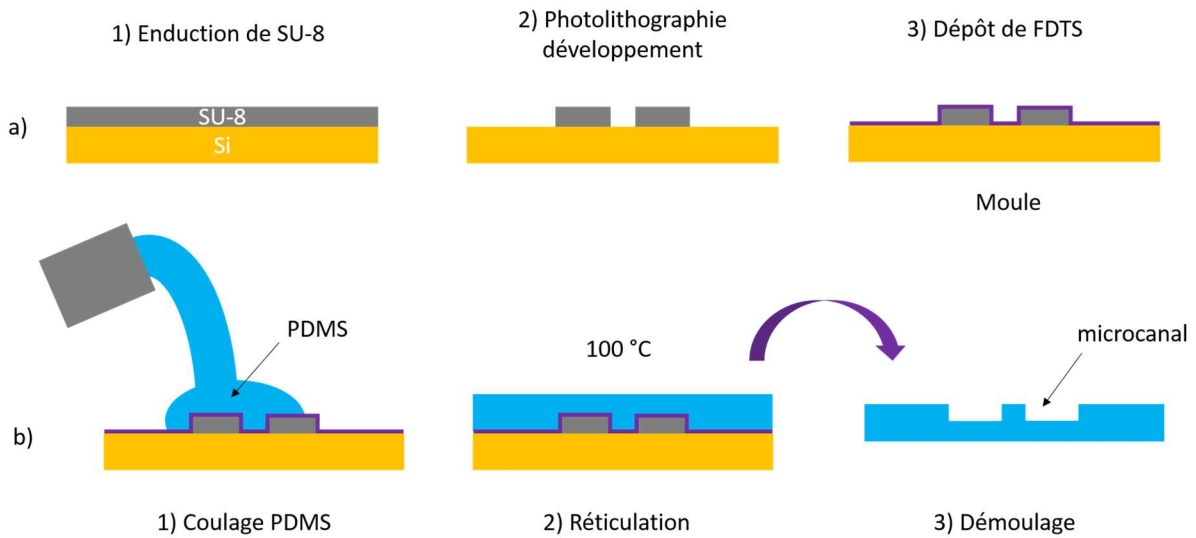 1) Enduction de SU-8
2) Photolithographie
développement
3) Dépôt de FDTS
a)
SU-8
Si
Moule
PDMS
100 °C
microcanal
b)
1) Coulage PDMS
2) Réticulation
3) Démoulage